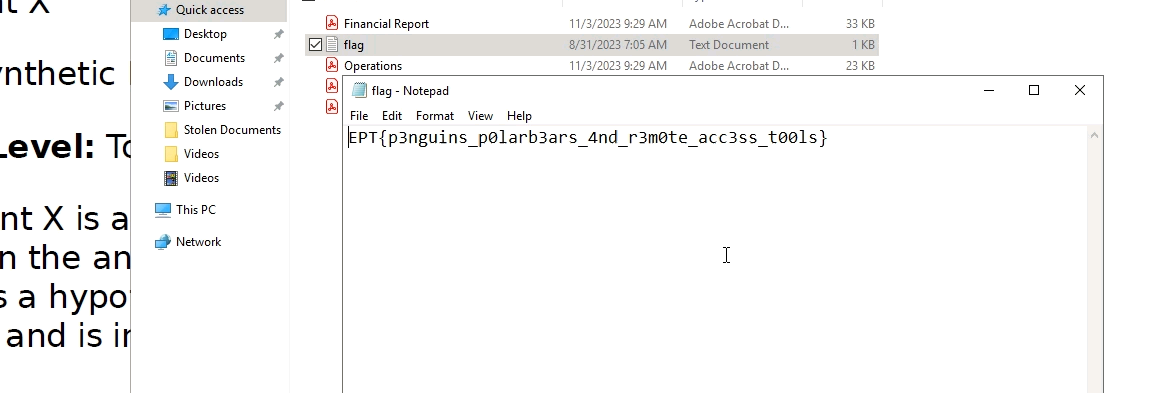 nt X
ynthetic
Level: To
nt X is a
n the an
s a hypo
and is in
Quick access
Desktop
Documents
Downloads
Pictures
Stolen Documents
Videos
Videos
This PC
Network
Financial Report 11/3/2023 9:29 AM Adobe Acrobat D... 33 KB
flag 8/31/2023 7:05 AM Text Document 1 KB
Operations 11/3/2023 9:29 AM Adobe Acrobat D... 23 KB
flag - Notepad
File Edit Format View Help
EPT{p3nguins_p0larb3ars_4nd_r3m0te_acc3ss_t00ls}